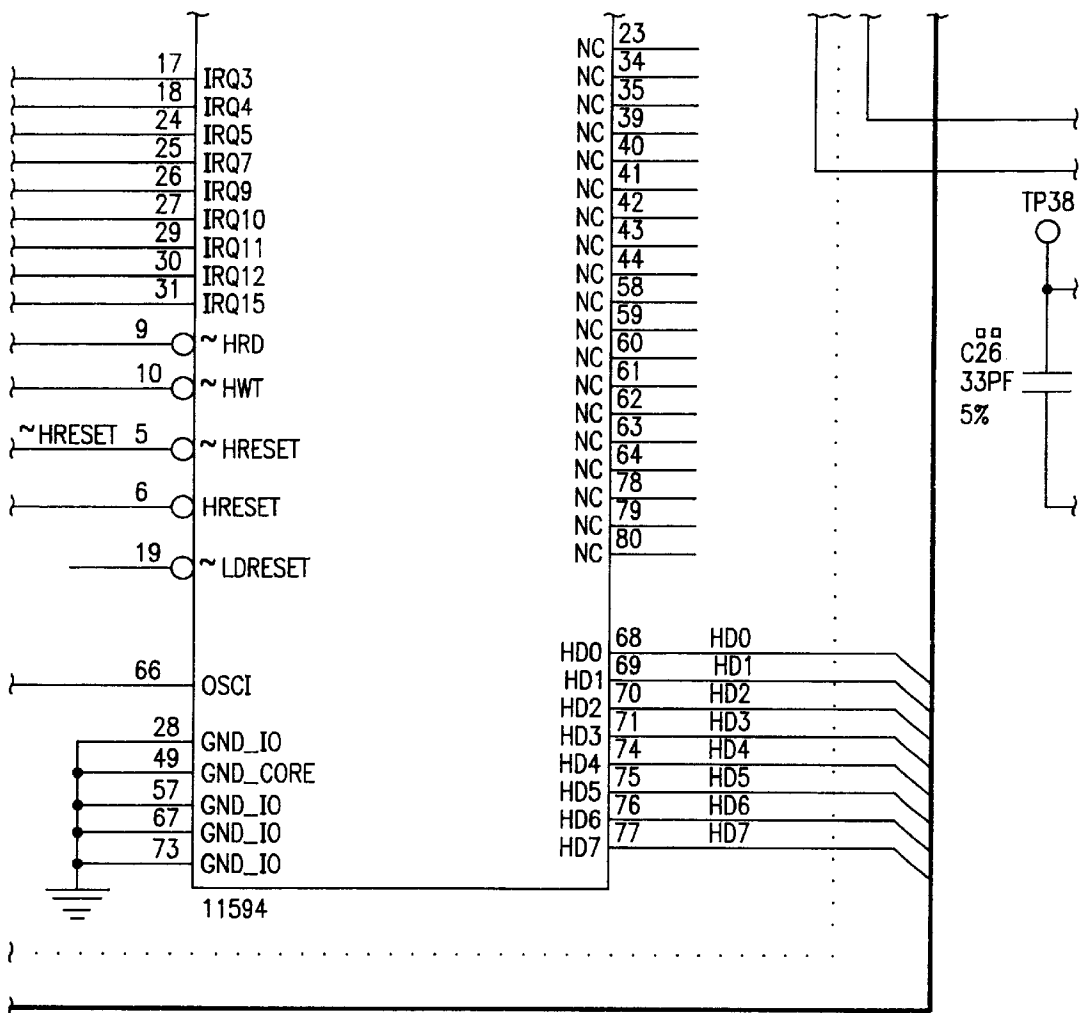 17 IRQ3
18 IRQ4
24 IRQ5
25 IRQ7
26 IRQ9
27 IRQ10
29 IRQ11
30 IRQ12
31 IRQ15
9 ~HRD
10 ~HWT
~HRESET 5 ~HRESET
6 HRESET
19 ~LDRESET
66 OSCI
28 GND_IO
49 GND_CORE
57 GND_IO
67 GND_IO
73 GND_IO
11594
NC 23
NC 34
NC 35
NC 39
NC 40
NC 41
NC 42
NC 43
NC 44
NC 58
NC 59
NC 60
NC 61
NC 62
NC 63
NC 64
NC 78
NC 79
NC 80
HD0 68 HD0
HD1 69 HD1
HD2 70 HD2
HD3 71 HD3
HD4 74 HD4
HD5 75 HD5
HD6 76 HD6
HD7 77 HD7
TP38
C26
33PF
5%